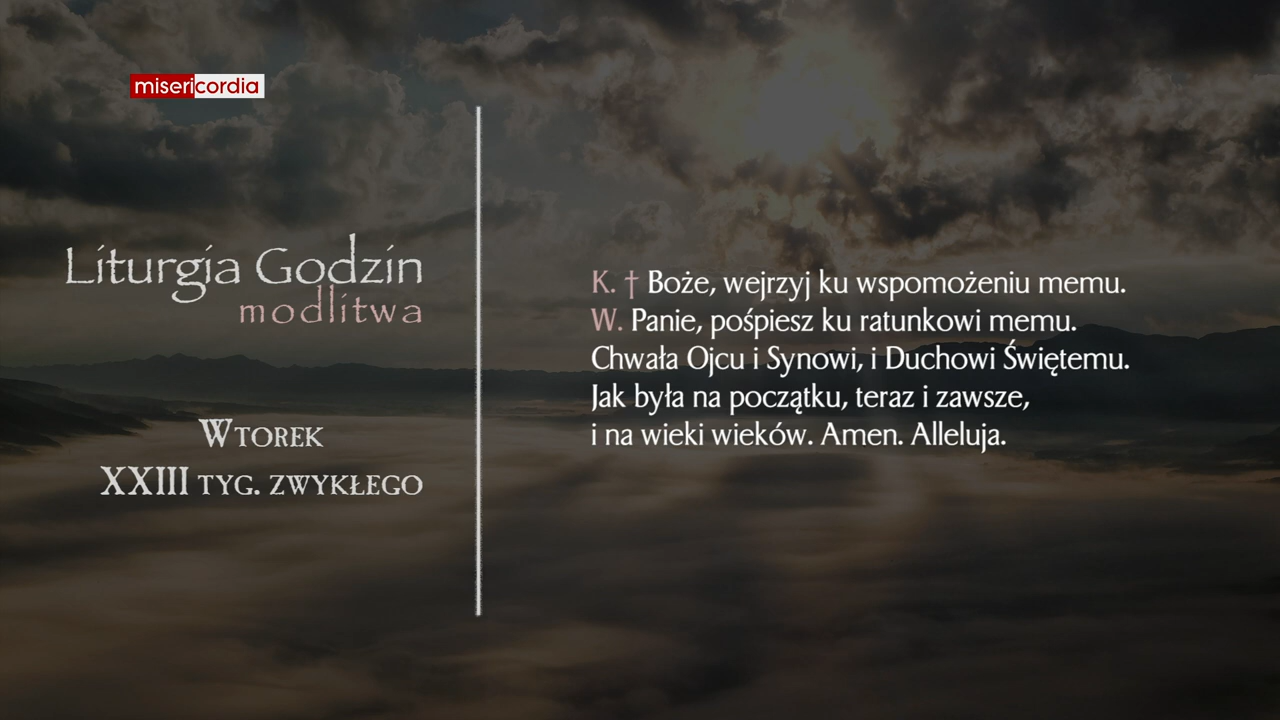 misericordia
Liturgia Godzin
modlitwa
Wtorek
XXIII tyg. zwykłego
K. † Boże, wejrzyj ku wspomożeniu memu.
W. Panie, pośpiesz ku ratunkowi memu.
Chwała Ojcu i Synowi, i Duchowi Świętemu.
Jak była na początku, teraz i zawsze,
i na wieki wieków. Amen. Alleluja.